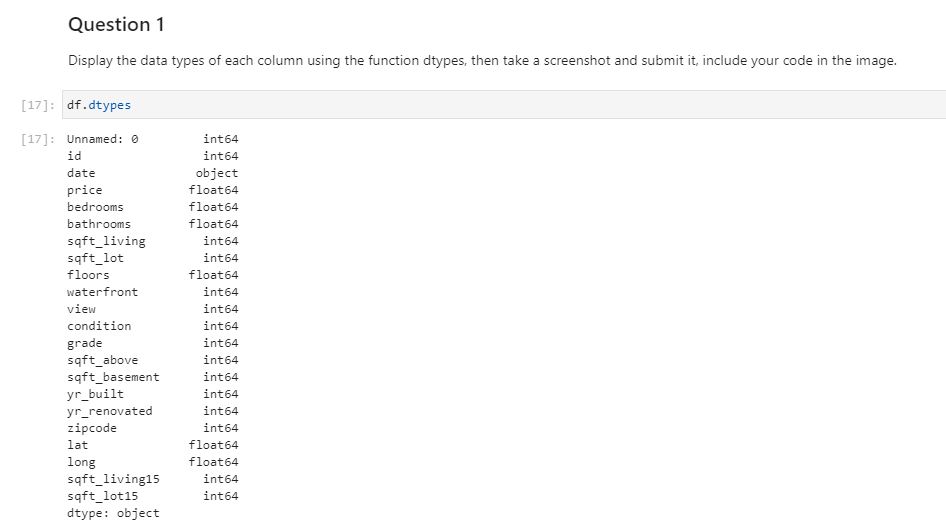 Question 1
Display the data types of each column using the function dtypes, then take a screenshot and submit it, include your code in the image.
[17]: df.dtypes
[17]: Unnamed: 0 int64
id int64
date object
price float64
bedrooms float64
bathrooms float64
sqft_living int64
sqft_lot int64
floors float64
waterfront int64
view int64
condition int64
grade int64
sqft_above int64
sqft_basement int64
yr_built int64
yr_renovated int64
zipcode int64
lat float64
long float64
sqft_living15 int64
sqft_lot15 int64
dtype: object